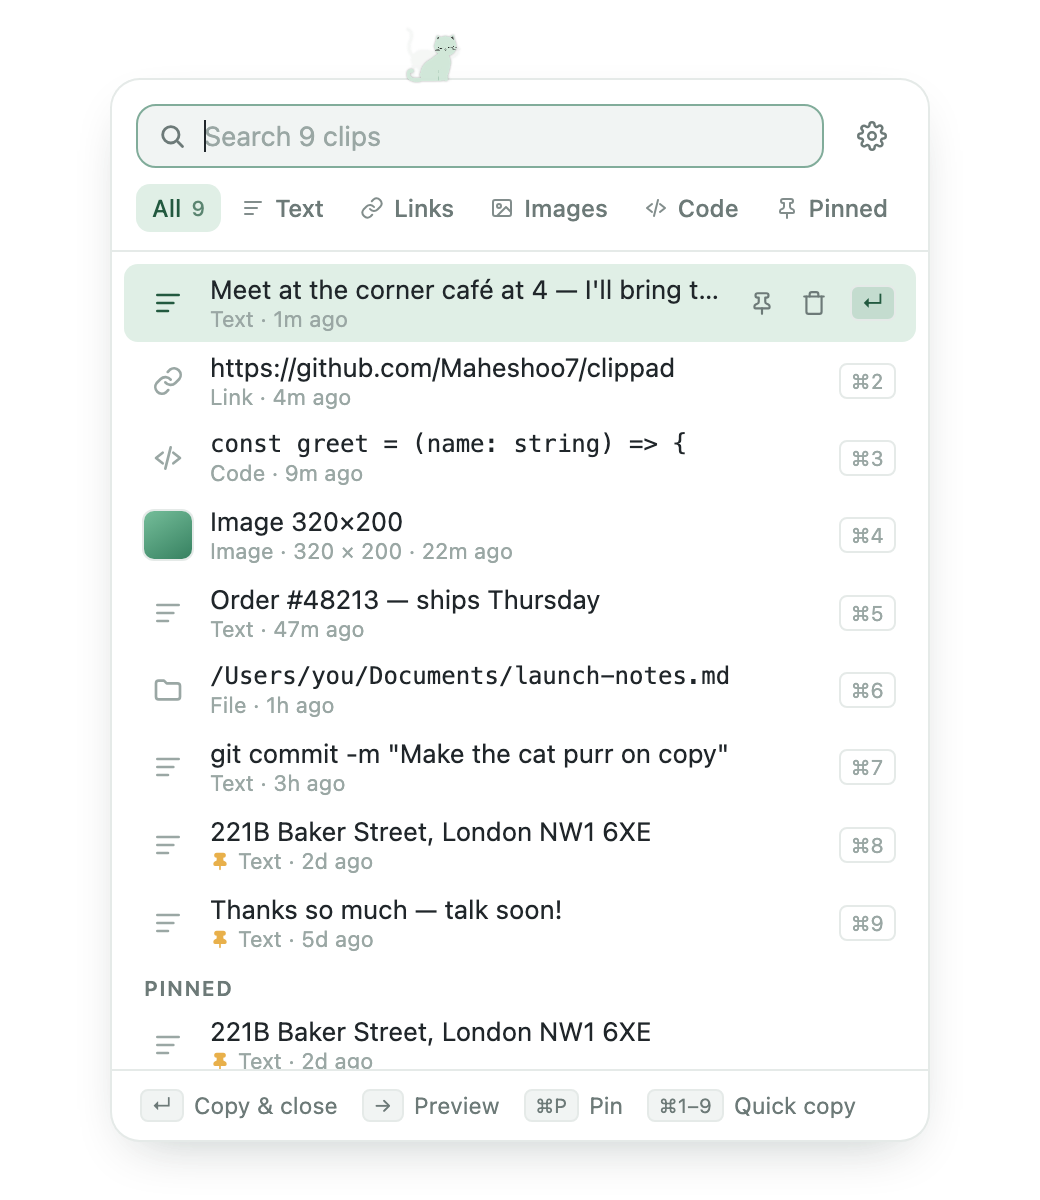 Search 9 clips
All 9 Text Links Images Code Pinned
Meet at the corner café at 4 — I'll bring t...
Text · 1m ago
https://github.com/Maheshoo7/clippad
Link · 4m ago
⌘2
const greet = (name: string) => {
Code · 9m ago
⌘3
Image 320×200
Image · 320 × 200 · 22m ago
⌘4
Order #48213 — ships Thursday
Text · 47m ago
⌘5
/Users/you/Documents/launch-notes.md
File · 1h ago
⌘6
git commit -m "Make the cat purr on copy"
Text · 3h ago
⌘7
221B Baker Street, London NW1 6XE
Text · 2d ago
⌘8
Thanks so much — talk soon!
Text · 5d ago
⌘9
PINNED
221B Baker Street, London NW1 6XE
Text · 2d ago
↵ Copy & close → Preview ⌘P Pin ⌘1–9 Quick copy